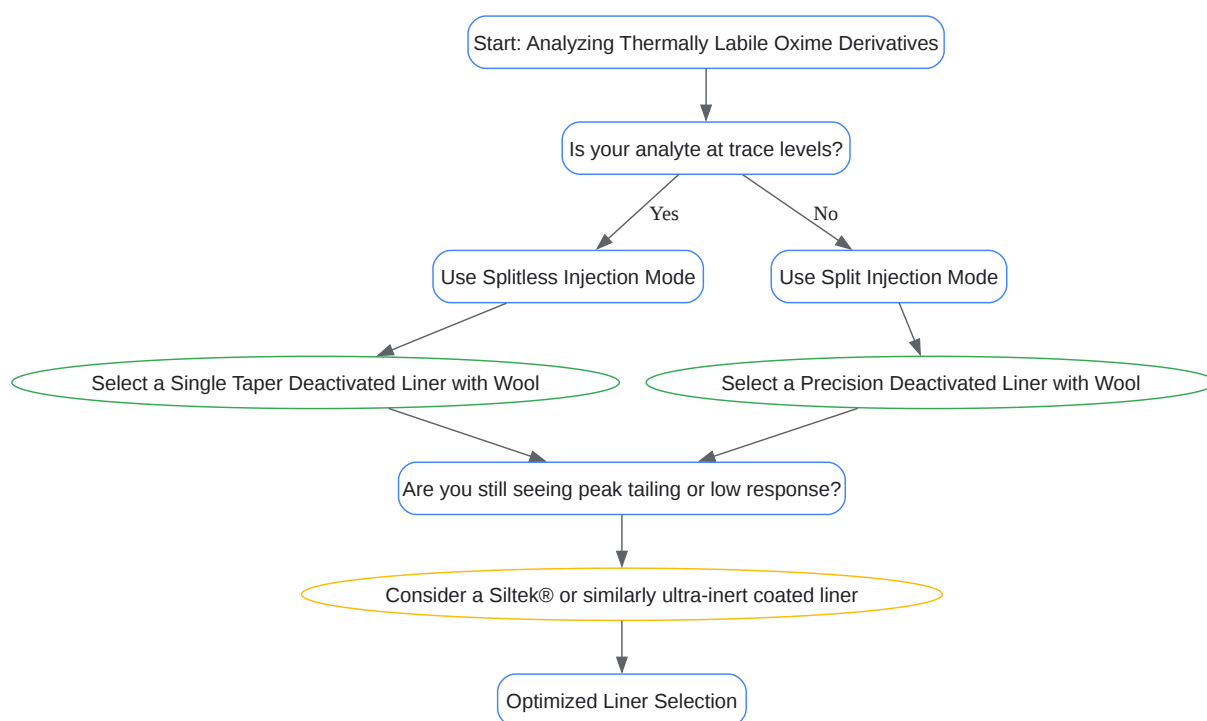 Start: Analyzing Thermally Labile Oxime Derivatives
Is your analyte at trace levels?
Yes
No
Use Splitless Injection Mode
Use Split Injection Mode
Select a Single Taper Deactivated Liner with Wool
Select a Precision Deactivated Liner with Wool
Are you still seeing peak tailing or low response?
Consider a Siltek® or similarly ultra-inert coated liner
Optimized Liner Selection